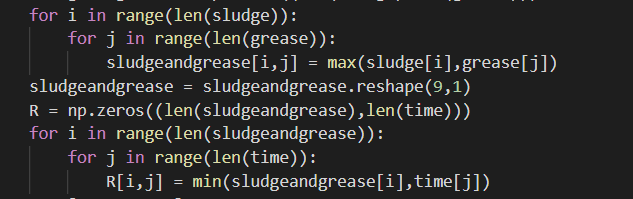 for i in range(len(sludge)):
    for j in range(len(grease)):
        sludgeandgrease[i,j] = max(sludge[i],grease[j])
sludgeandgrease = sludgeandgrease.reshape(9,1)
R = np.zeros((len(sludgeandgrease),len(time)))
for i in range(len(sludgeandgrease)):
    for j in range(len(time)):
        R[i,j] = min(sludgeandgrease[i],time[j])